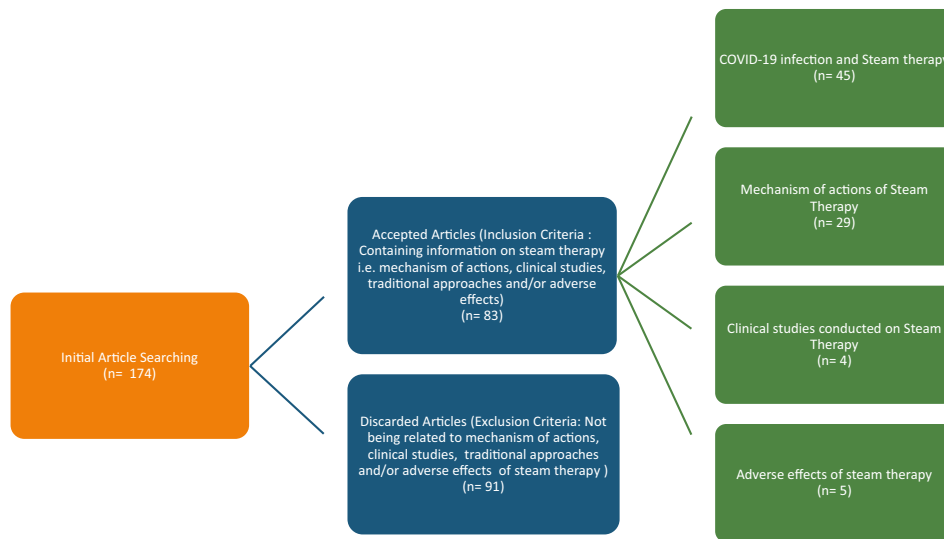 Initial Article Searching
(n= 174)
Accepted Articles (Inclusion Criteria :
Containing information on steam therapy
i.e. mechanism of actions, clinical studies,
traditional approaches and/or adverse
effects)
(n= 83)
Discarded Articles (Exclusion Criteria: Not
being related to mechanism of actions,
clinical studies, traditional approaches
and/or adverse effects of steam therapy )
(n= 91)
COVID-19 infection and Steam therapy
(n= 45)
Mechanism of actions of Steam
Therapy
(n= 29)
Clinical studies conducted on Steam
Therapy
(n= 4)
Adverse effects of steam therapy
(n= 5)